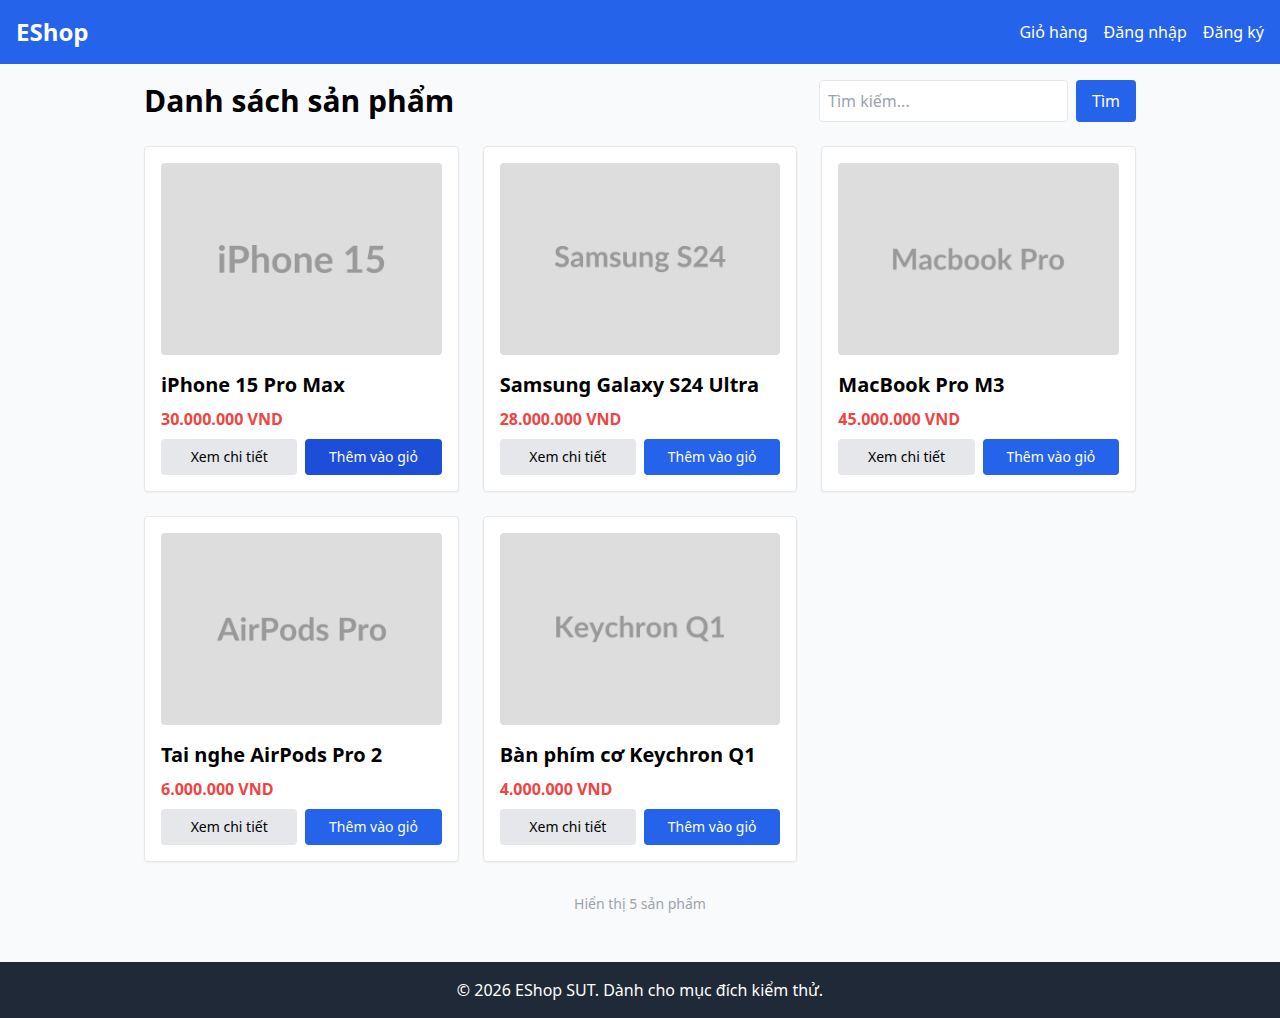 EShop
Giỏ hàng Đăng nhập Đăng ký
Danh sách sản phẩm
Tìm kiếm...
Tìm
iPhone 15
Samsung S24
Macbook Pro
iPhone 15 Pro Max
Samsung Galaxy S24 Ultra
MacBook Pro M3
30.000.000 VND
28.000.000 VND
45.000.000 VND
Xem chi tiết Thêm vào giỏ
Xem chi tiết Thêm vào giỏ
Xem chi tiết Thêm vào giỏ
AirPods Pro
Keychron Q1
Tai nghe AirPods Pro 2
Bàn phím cơ Keychron Q1
6.000.000 VND
4.000.000 VND
Xem chi tiết Thêm vào giỏ
Xem chi tiết Thêm vào giỏ
Hiển thị 5 sản phẩm
© 2026 EShop SUT. Dành cho mục đích kiểm thử.